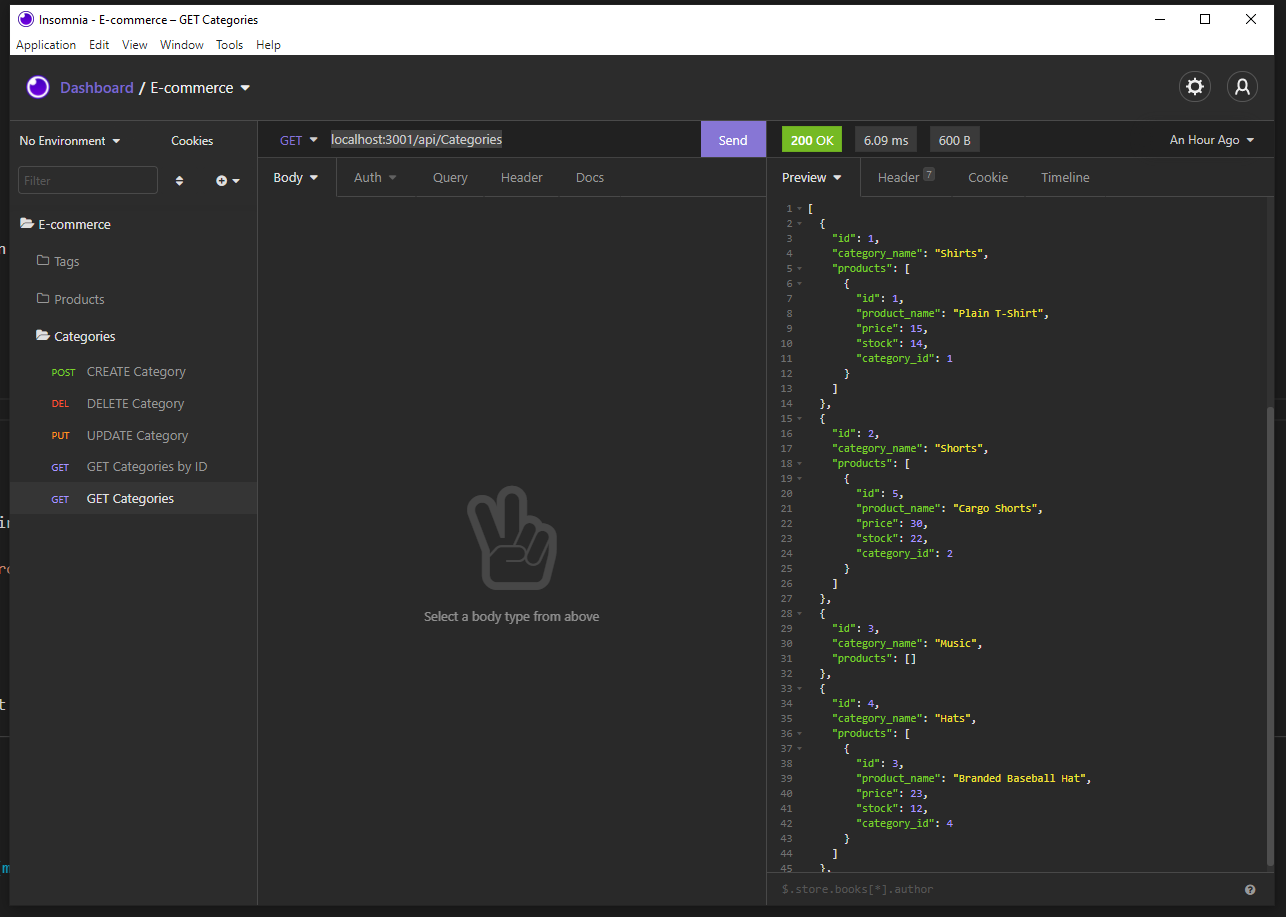 Insomnia - E-commerce – GET Categories
Application Edit View Window Tools Help
Dashboard / E-commerce
No Environment Cookies
Filter
E-commerce
Tags
Products
Categories
POST CREATE Category
DEL DELETE Category
PUT UPDATE Category
GET GET Categories by ID
GET GET Categories
GET localhost:3001/api/Categories Send
Body Auth Query Header Docs
Select a body type from above
200 OK 6.09 ms 600 B An Hour Ago
Preview Header 7 Cookie Timeline
1 [
2 {
3 "id": 1,
4 "category_name": "Shirts",
5 "products": [
6 {
7 "id": 1,
8 "product_name": "Plain T-Shirt",
9 "price": 15,
10 "stock": 14,
11 "category_id": 1
12 }
13 ]
14 },
15 {
16 "id": 2,
17 "category_name": "Shorts",
18 "products": [
19 {
20 "id": 5,
21 "product_name": "Cargo Shorts",
22 "price": 30,
23 "stock": 22,
24 "category_id": 2
25 }
26 ]
27 },
28 {
29 "id": 3,
30 "category_name": "Music",
31 "products": []
32 },
33 {
34 "id": 4,
35 "category_name": "Hats",
36 "products": [
37 {
38 "id": 3,
39 "product_name": "Branded Baseball Hat",
40 "price": 23,
41 "stock": 12,
42 "category_id": 4
43 }
44 ]
45 },
$.store.books[*].author